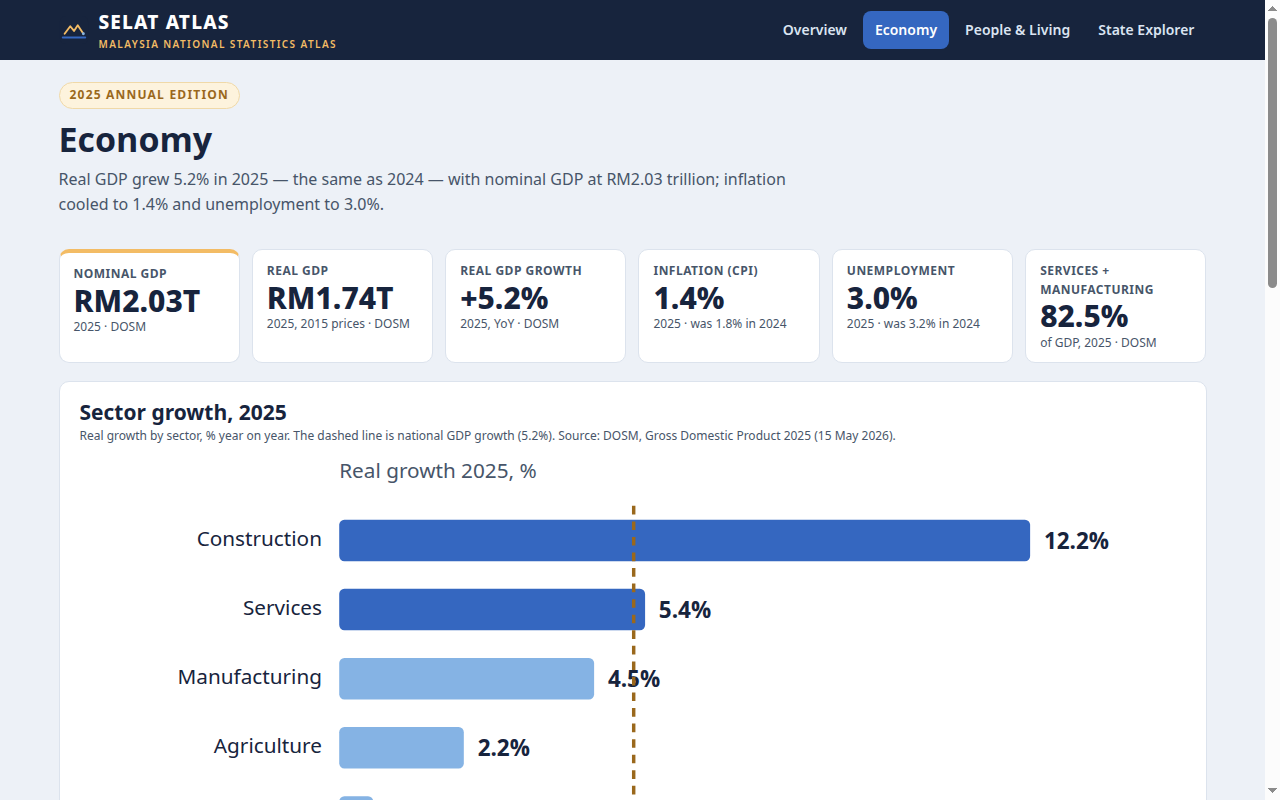 SELAT ATLAS
MALAYSIA NATIONAL STATISTICS ATLAS
Overview
Economy
People & Living
State Explorer
2025 ANNUAL EDITION
Economy
Real GDP grew 5.2% in 2025 — the same as 2024 — with nominal GDP at RM2.03 trillion; inflation
cooled to 1.4% and unemployment to 3.0%.
NOMINAL GDP
RM2.03T
2025 · DOSM
REAL GDP
RM1.74T
2025, 2015 prices · DOSM
REAL GDP GROWTH
+5.2%
2025, YoY · DOSM
INFLATION (CPI)
1.4%
2025 · was 1.8% in 2024
UNEMPLOYMENT
3.0%
2025 · was 3.2% in 2024
SERVICES +
MANUFACTURING
82.5%
of GDP, 2025 · DOSM
Sector growth, 2025
Real growth by sector, % year on year. The dashed line is national GDP growth (5.2%). Source: DOSM, Gross Domestic Product 2025 (15 May 2026).
Real growth 2025, %
Construction 12.2%
Services 5.4%
Manufacturing 4.5%
Agriculture 2.2%